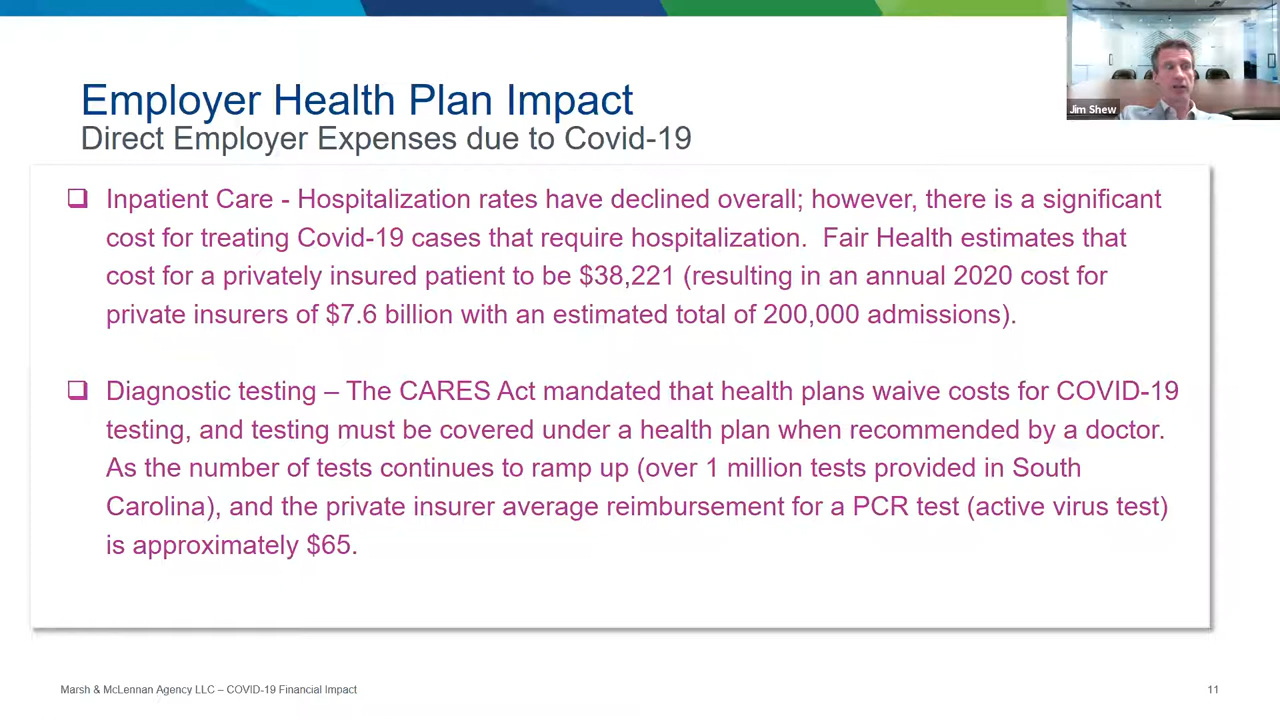 Jim Shew
Employer Health Plan Impact
Direct Employer Expenses due to Covid-19
❑ Inpatient Care - Hospitalization rates have declined overall; however, there is a significant
cost for treating Covid-19 cases that require hospitalization.  Fair Health estimates that
cost for a privately insured patient to be $38,221 (resulting in an annual 2020 cost for
private insurers of $7.6 billion with an estimated total of 200,000 admissions).
❑ Diagnostic testing – The CARES Act mandated that health plans waive costs for COVID-19
testing, and testing must be covered under a health plan when recommended by a doctor.
As the number of tests continues to ramp up (over 1 million tests provided in South
Carolina), and the private insurer average reimbursement for a PCR test (active virus test)
is approximately $65.
Marsh & McLennan Agency LLC – COVID-19 Financial Impact
11